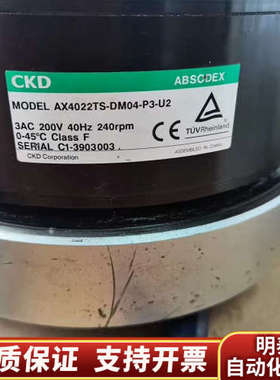 CKD ABSODEX
MODEL AX4022TS-DM04-P3-U2
3AC 200V 40Hz 240rpm
0-45℃ Class F
SERIAL C1-3903003
CKD Corporation
TÜVRheinland
质保证 支持开票
明
自动化